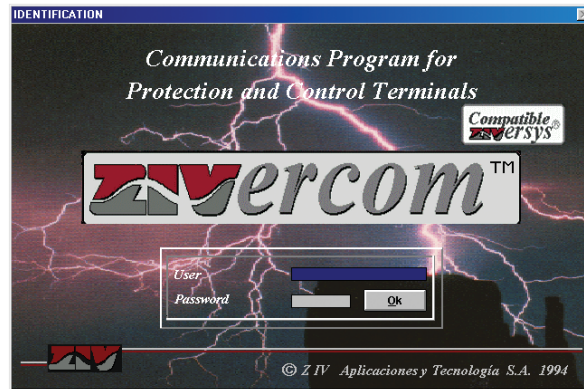 IDENTIFICATION
Communications Program for
Protection and Control Terminals
Compatible
ZIVersys®
ZIVercom™
User
Password Ok
ZIV © Z IV Aplicaciones y Tecnología S.A. 1994